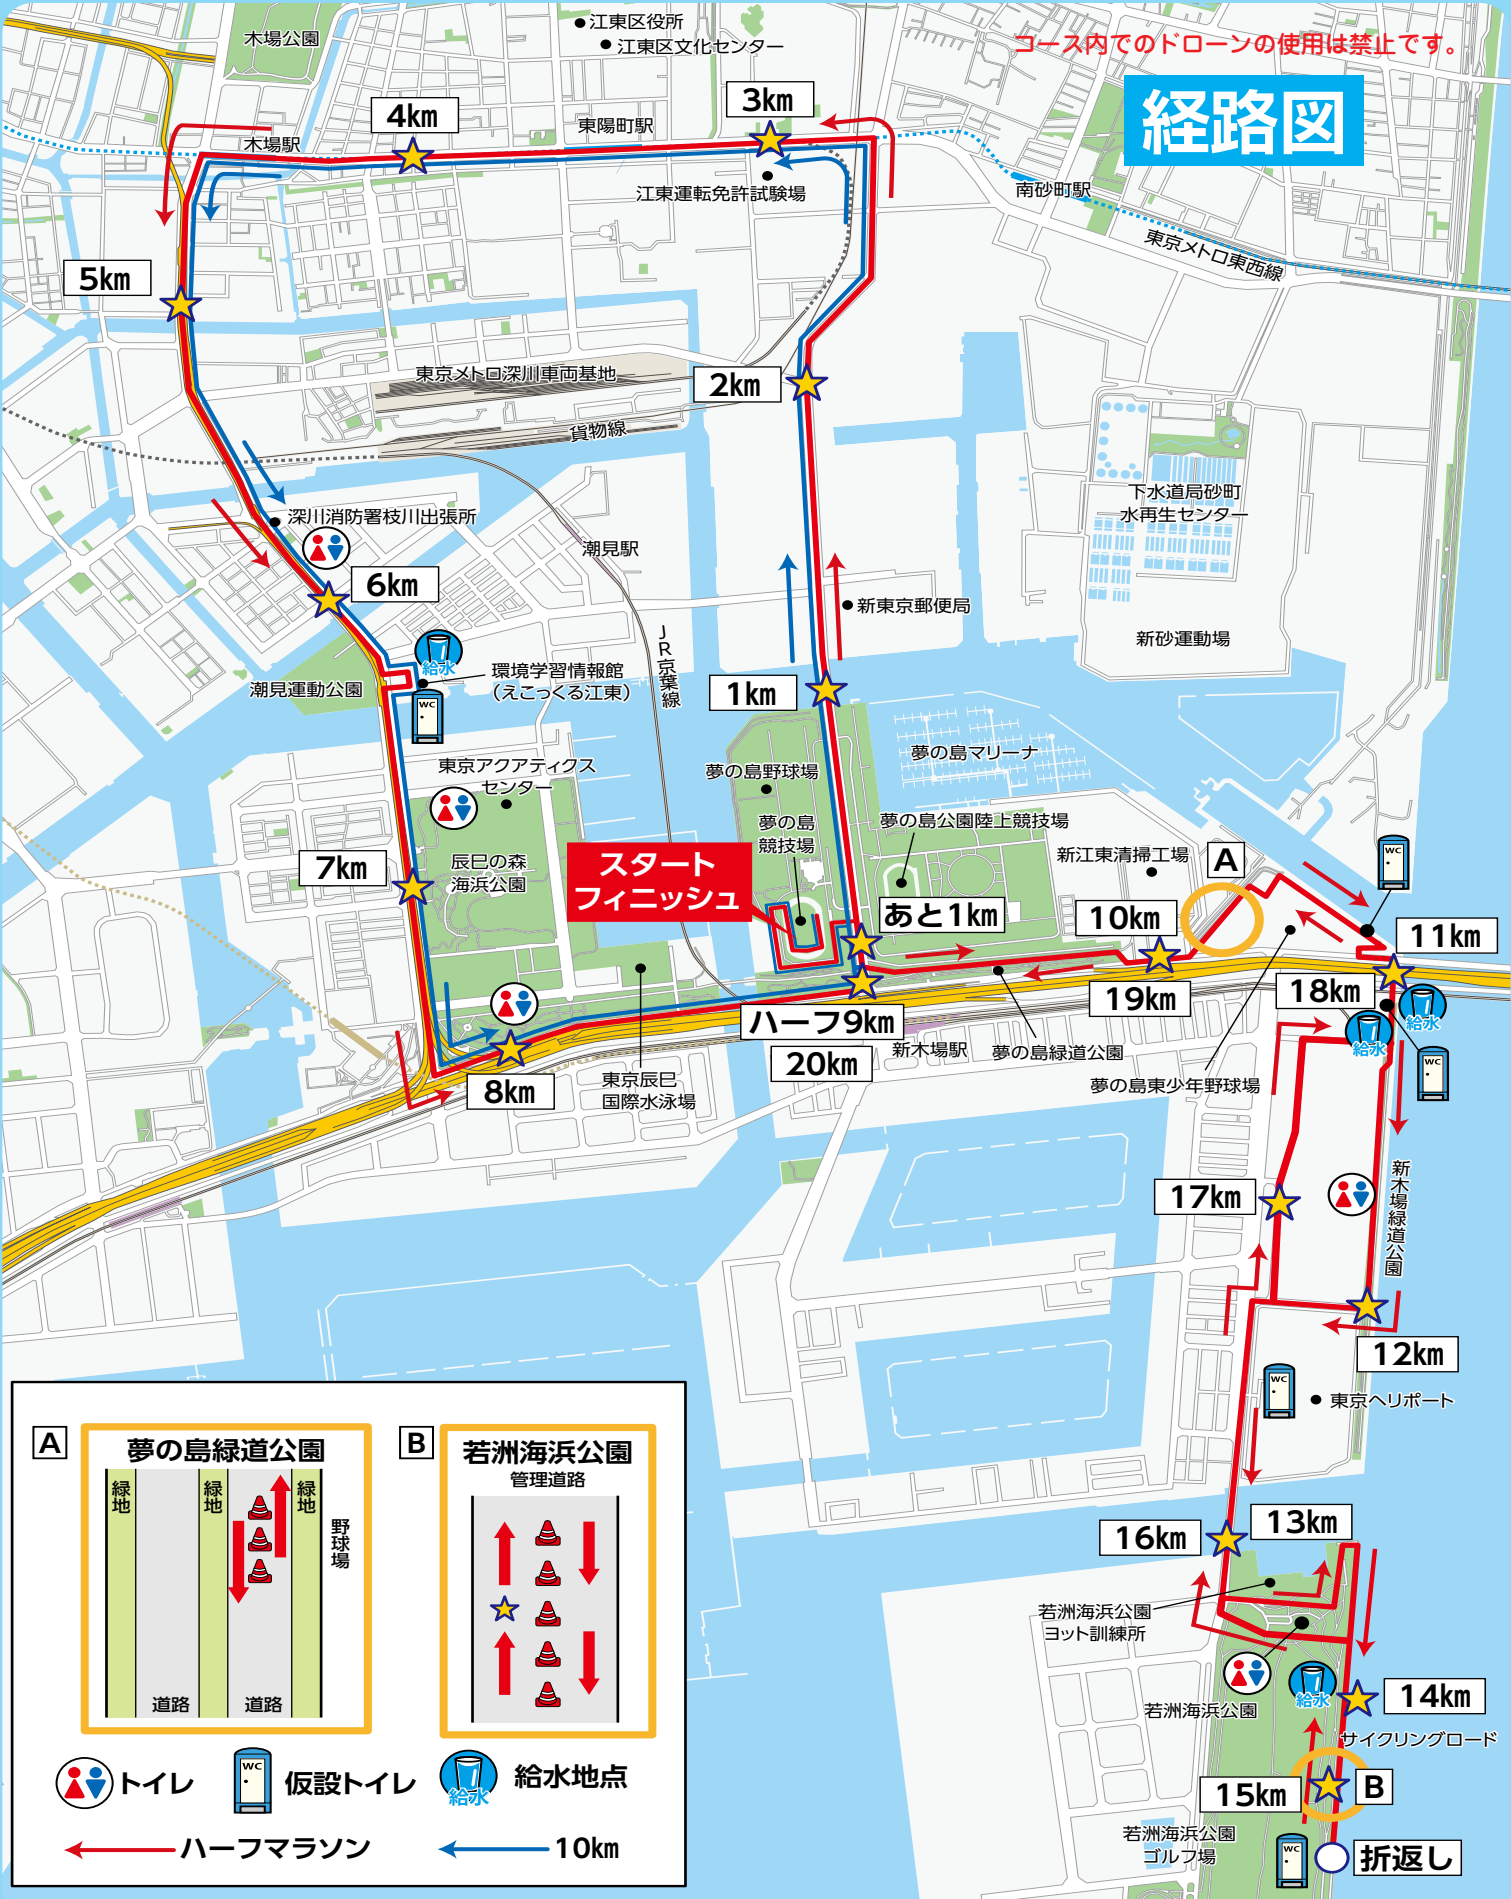 コース内でのドローンの使用は禁止です。
経路図
木場公園
江東区役所
江東区文化センター
3km
4km
東陽町駅
木場駅
江東運転免許試験場
南砂町駅
東京メトロ東西線
5km
東京メトロ深川車両基地
2km
貨物線
深川消防署枝川出張所
下水道局砂町
水再生センター
潮見駅
6km
新東京郵便局
新砂運動場
JR京葉線
給水
環境学習情報館
(えこっくる江東)
潮見運動公園
WC
1km
夢の島マリーナ
東京アクアティクス
センター
夢の島野球場
夢の島
競技場
夢の島公園陸上競技場
新江東清掃工場
A
WC
7km
辰巳の森
海浜公園
スタート
フィニッシュ
あと1km
10km
11km
18km
19km
給水
給水
ハーフ9km
20km
新木場駅
夢の島緑道公園
夢の島東少年野球場
WC
8km
東京辰巳
国際水泳場
17km
新木場緑道公園
12km
WC
東京ヘリポート
16km
13km
若洲海浜公園
ヨット訓練所
給水
14km
若洲海浜公園
サイクリングロード
15km
B
若洲海浜公園
ゴルフ場
WC
折返し
A
夢の島緑道公園
緑地
緑地
緑地
野球場
道路
道路
B
若洲海浜公園
管理道路
トイレ
WC
仮設トイレ
給水
給水地点
ハーフマラソン
10km